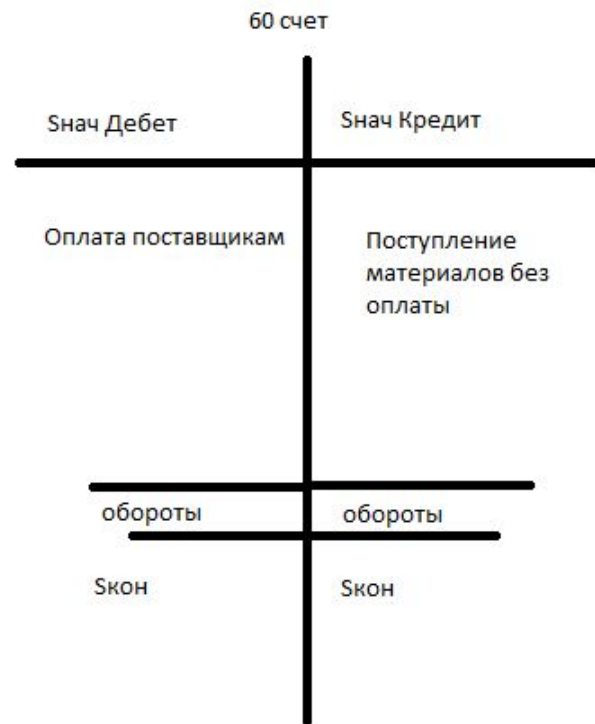 60 счет
Sнач Дебет
Sнач Кредит
Оплата поставщикам
Поступление
материалов без
оплаты
обороты
обороты
Sкон
Sкон